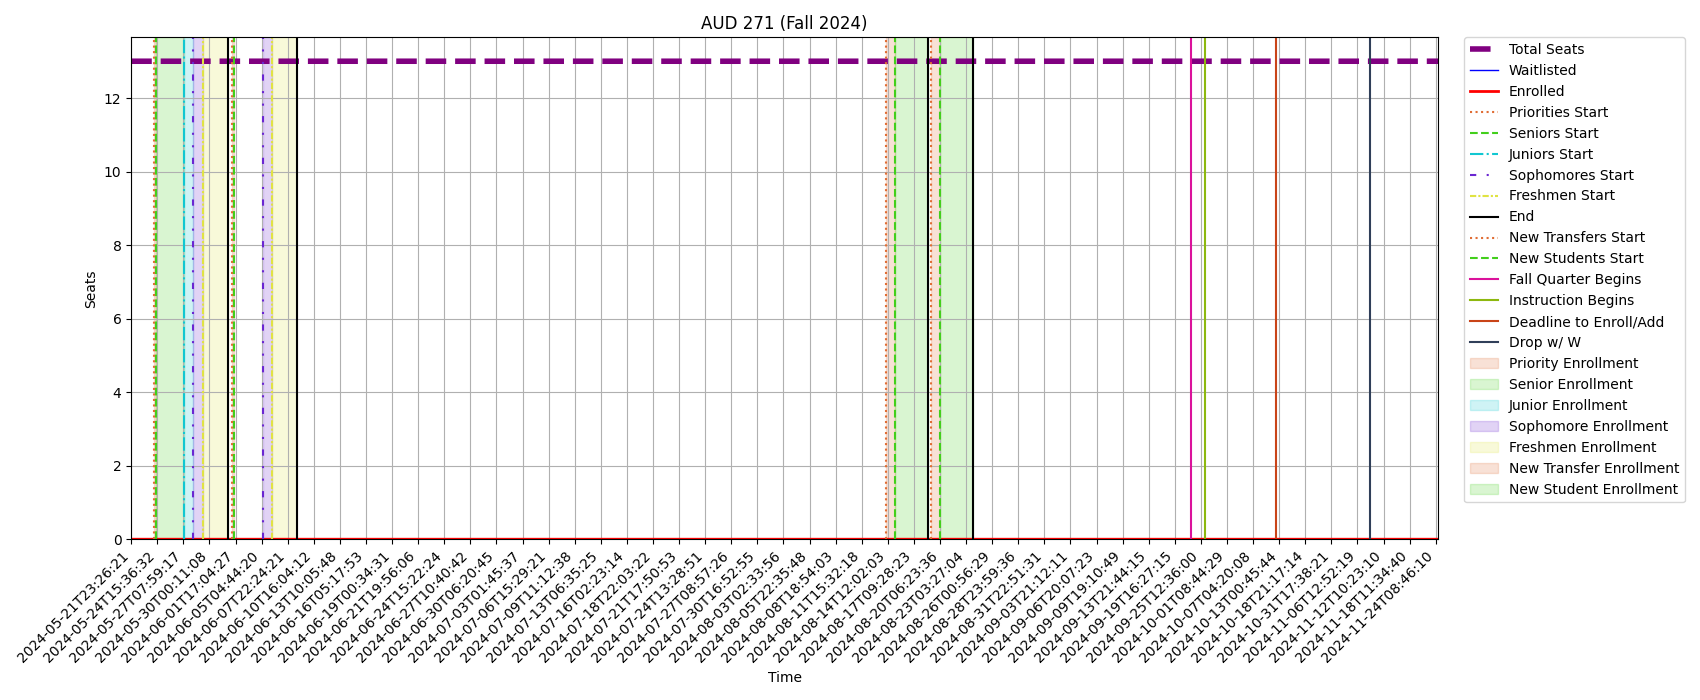 AUD 271 (Fall 2024)
Seats
12
10
8
6
4
2
0
2024-05-21T23:26:21
2024-05-24T15:36:32
2024-05-27T07:59:17
2024-05-30T00:11:08
2024-06-01T17:04:27
2024-06-05T04:44:20
2024-06-07T22:24:21
2024-06-10T16:04:12
2024-06-13T10:05:48
2024-06-16T05:17:53
2024-06-19T00:34:31
2024-06-21T19:56:06
2024-06-24T15:22:24
2024-06-27T10:40:42
2024-06-30T06:20:45
2024-07-03T01:45:37
2024-07-06T15:29:21
2024-07-09T11:12:38
2024-07-13T06:35:25
2024-07-16T02:23:14
2024-07-18T22:03:22
2024-07-21T17:50:53
2024-07-24T13:28:51
2024-07-27T08:57:26
2024-07-30T16:52:55
2024-08-03T02:33:56
2024-08-05T22:35:48
2024-08-08T18:54:03
2024-08-11T15:32:18
2024-08-14T12:02:03
2024-08-17T09:28:23
2024-08-20T06:23:36
2024-08-23T03:27:04
2024-08-26T00:56:29
2024-08-28T23:59:36
2024-08-31T22:51:31
2024-09-03T21:12:11
2024-09-06T20:07:23
2024-09-09T19:10:49
2024-09-13T21:44:15
2024-09-19T16:27:15
2024-09-25T12:36:00
2024-10-01T08:44:29
2024-10-07T04:20:08
2024-10-13T00:45:44
2024-10-18T21:17:14
2024-10-31T17:38:21
2024-11-06T12:52:19
2024-11-12T10:23:10
2024-11-18T11:34:40
2024-11-24T08:46:10
Time
Total Seats
Waitlisted
Enrolled
Priorities Start
Seniors Start
Juniors Start
Sophomores Start
Freshmen Start
End
New Transfers Start
New Students Start
Fall Quarter Begins
Instruction Begins
Deadline to Enroll/Add
Drop w/ W
Priority Enrollment
Senior Enrollment
Junior Enrollment
Sophomore Enrollment
Freshmen Enrollment
New Transfer Enrollment
New Student Enrollment